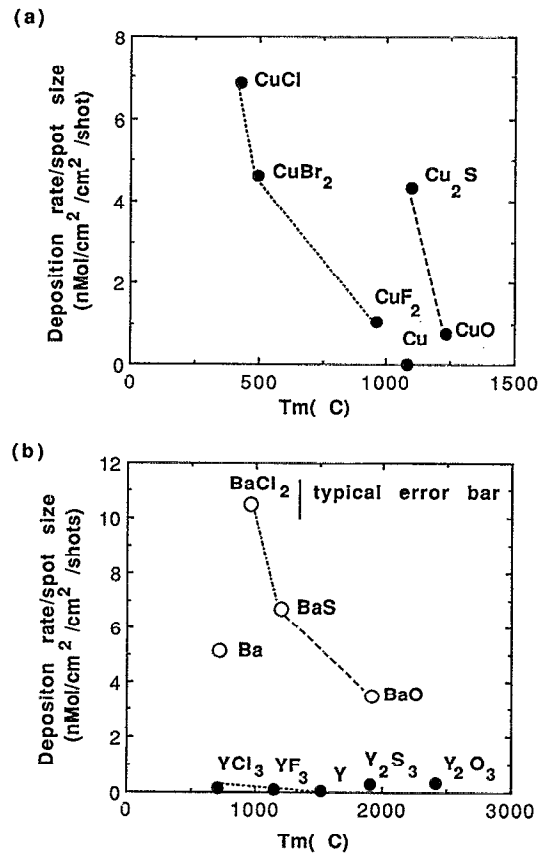 (a)
Deposition rate/spot size
(nMol/cm²/cm²/shot)
8
6
4
2
0
CuCl
CuBr₂
Cu₂S
CuF₂
Cu
CuO
0 500 1000 1500
Tm( C)
(b)
Depositon rate/spot size
(nMol/cm²/cm²/shots)
12
10
8
6
4
2
0
BaCl₂
typical error bar
BaS
Ba
BaO
YCl₃ YF₃ Y Y₂S₃ Y₂O₃
0 1000 2000 3000
Tm( C)